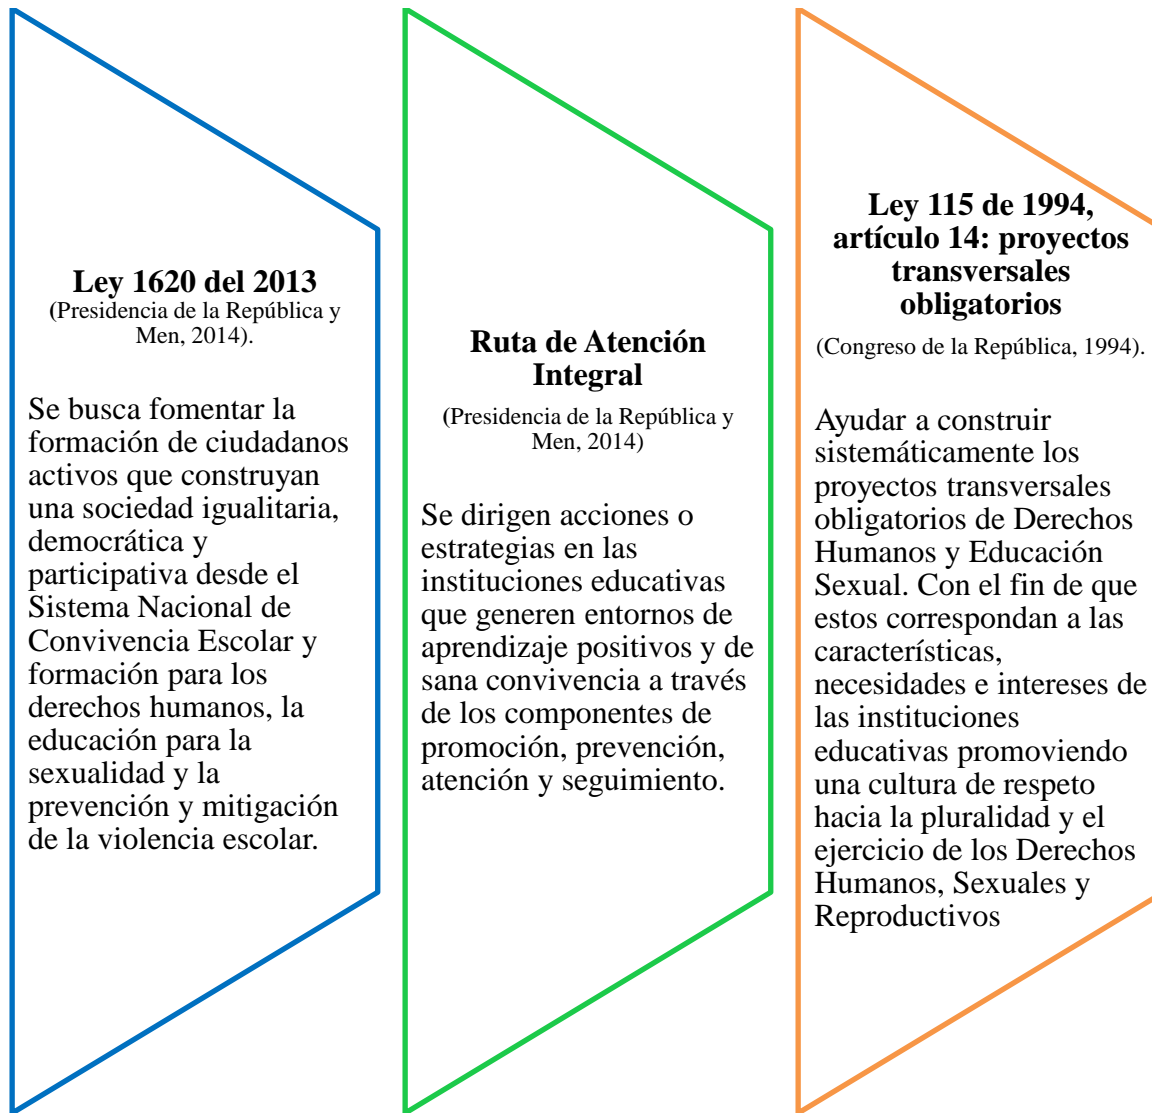 Ley 1620 del 2013
(Presidencia de la República y
Men, 2014).
Se busca fomentar la
formación de ciudadanos
activos que construyan
una sociedad igualitaria,
democrática y
participativa desde el
Sistema Nacional de
Convivencia Escolar y
formación para los
derechos humanos, la
educación para la
sexualidad y la
prevención y mitigación
de la violencia escolar.
Ruta de Atención
Integral
(Presidencia de la República y
Men, 2014)
Se dirigen acciones o
estrategias en las
instituciones educativas
que generen entornos de
aprendizaje positivos y de
sana convivencia a través
de los componentes de
promoción, prevención,
atención y seguimiento.
Ley 115 de 1994,
artículo 14: proyectos
transversales
obligatorios
(Congreso de la República, 1994).
Ayudar a construir
sistemáticamente los
proyectos transversales
obligatorios de Derechos
Humanos y Educación
Sexual. Con el fin de que
estos correspondan a las
características,
necesidades e intereses de
las instituciones
educativas promoviendo
una cultura de respeto
hacia la pluralidad y el
ejercicio de los Derechos
Humanos, Sexuales y
Reproductivos